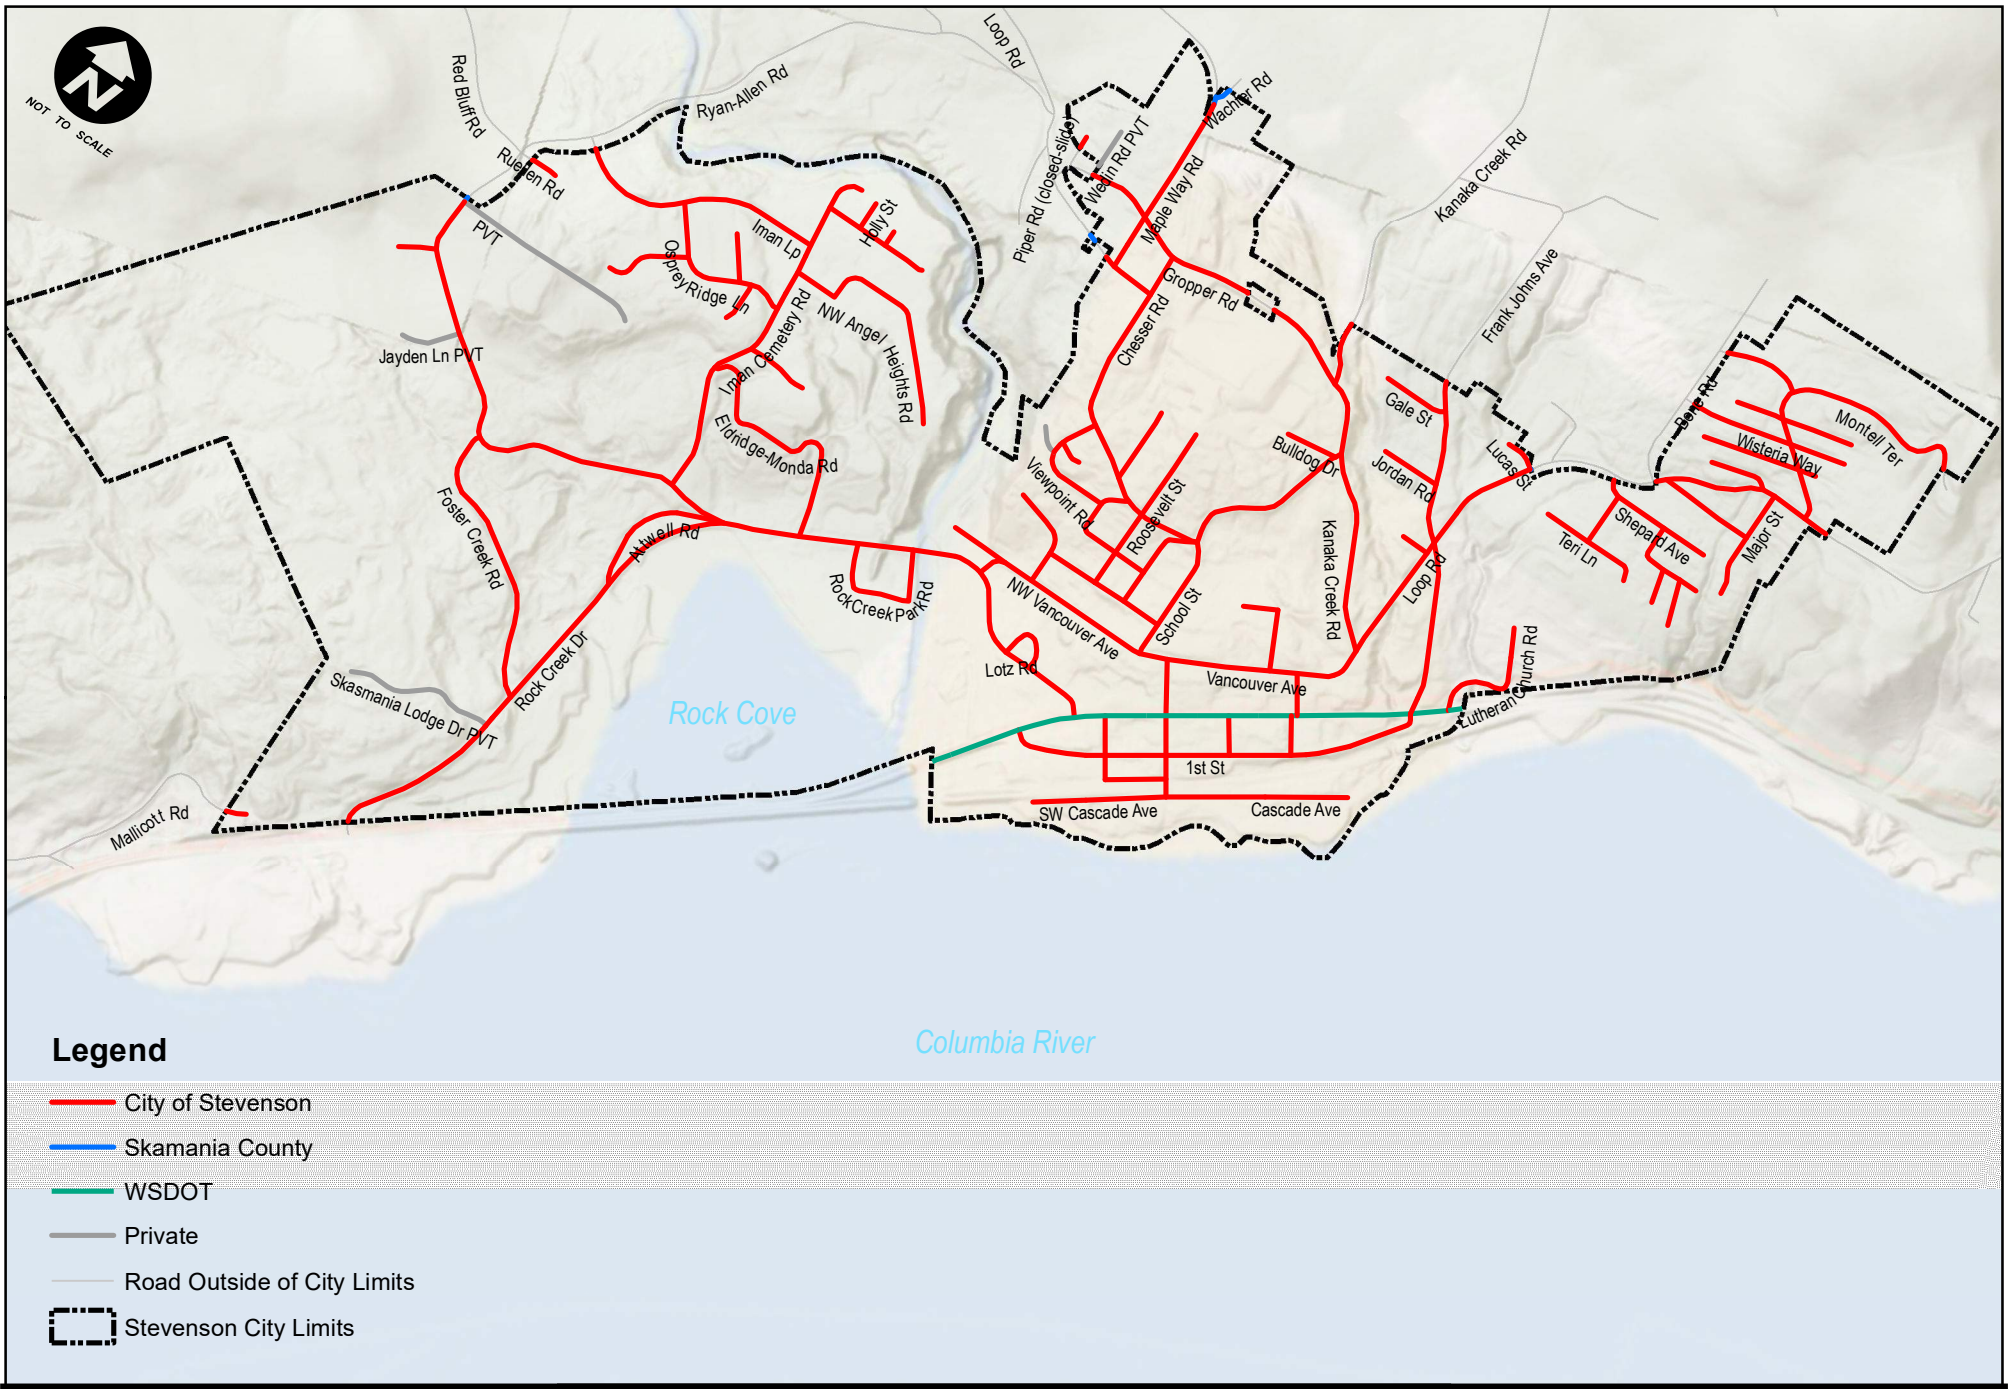 N
NOT TO SCALE
Red Bluff Rd
Ryan-Allen Rd
Loop Rd
Wachter Rd
Ruegen Rd
PVT
Piper Rd (closed-slide)
Wedin Rd PVT
Maple Way Rd
Kanaka Creek Rd
Iman Lp
Holly St
Osprey Ridge Ln
Iman Cemetery Rd
NW Angel Heights Rd
Gropper Rd
Chesser Rd
Frank Johns Ave
Jayden Ln PVT
Eldridge-Monda Rd
Gale St
Bulldog Dr
Jordan Rd
Lucas St
Bone Rd
Wisteria Way
Montell Ter
Viewpoint Rd
Roosevelt St
Foster Creek Rd
Attwell Rd
Kanaka Creek Rd
Loop Rd
Teri Ln
Shepard Ave
Major St
Rock Creek Park Rd
NW Vancouver Ave
School St
Rock Creek Dr
Lotz Rd
Vancouver Ave
Lutheran Church Rd
Skasmania Lodge Dr PVT
Rock Cove
1st St
Mallicott Rd
SW Cascade Ave
Cascade Ave
Columbia River
Legend
City of Stevenson
Skamania County
WSDOT
Private
Road Outside of City Limits
Stevenson City Limits